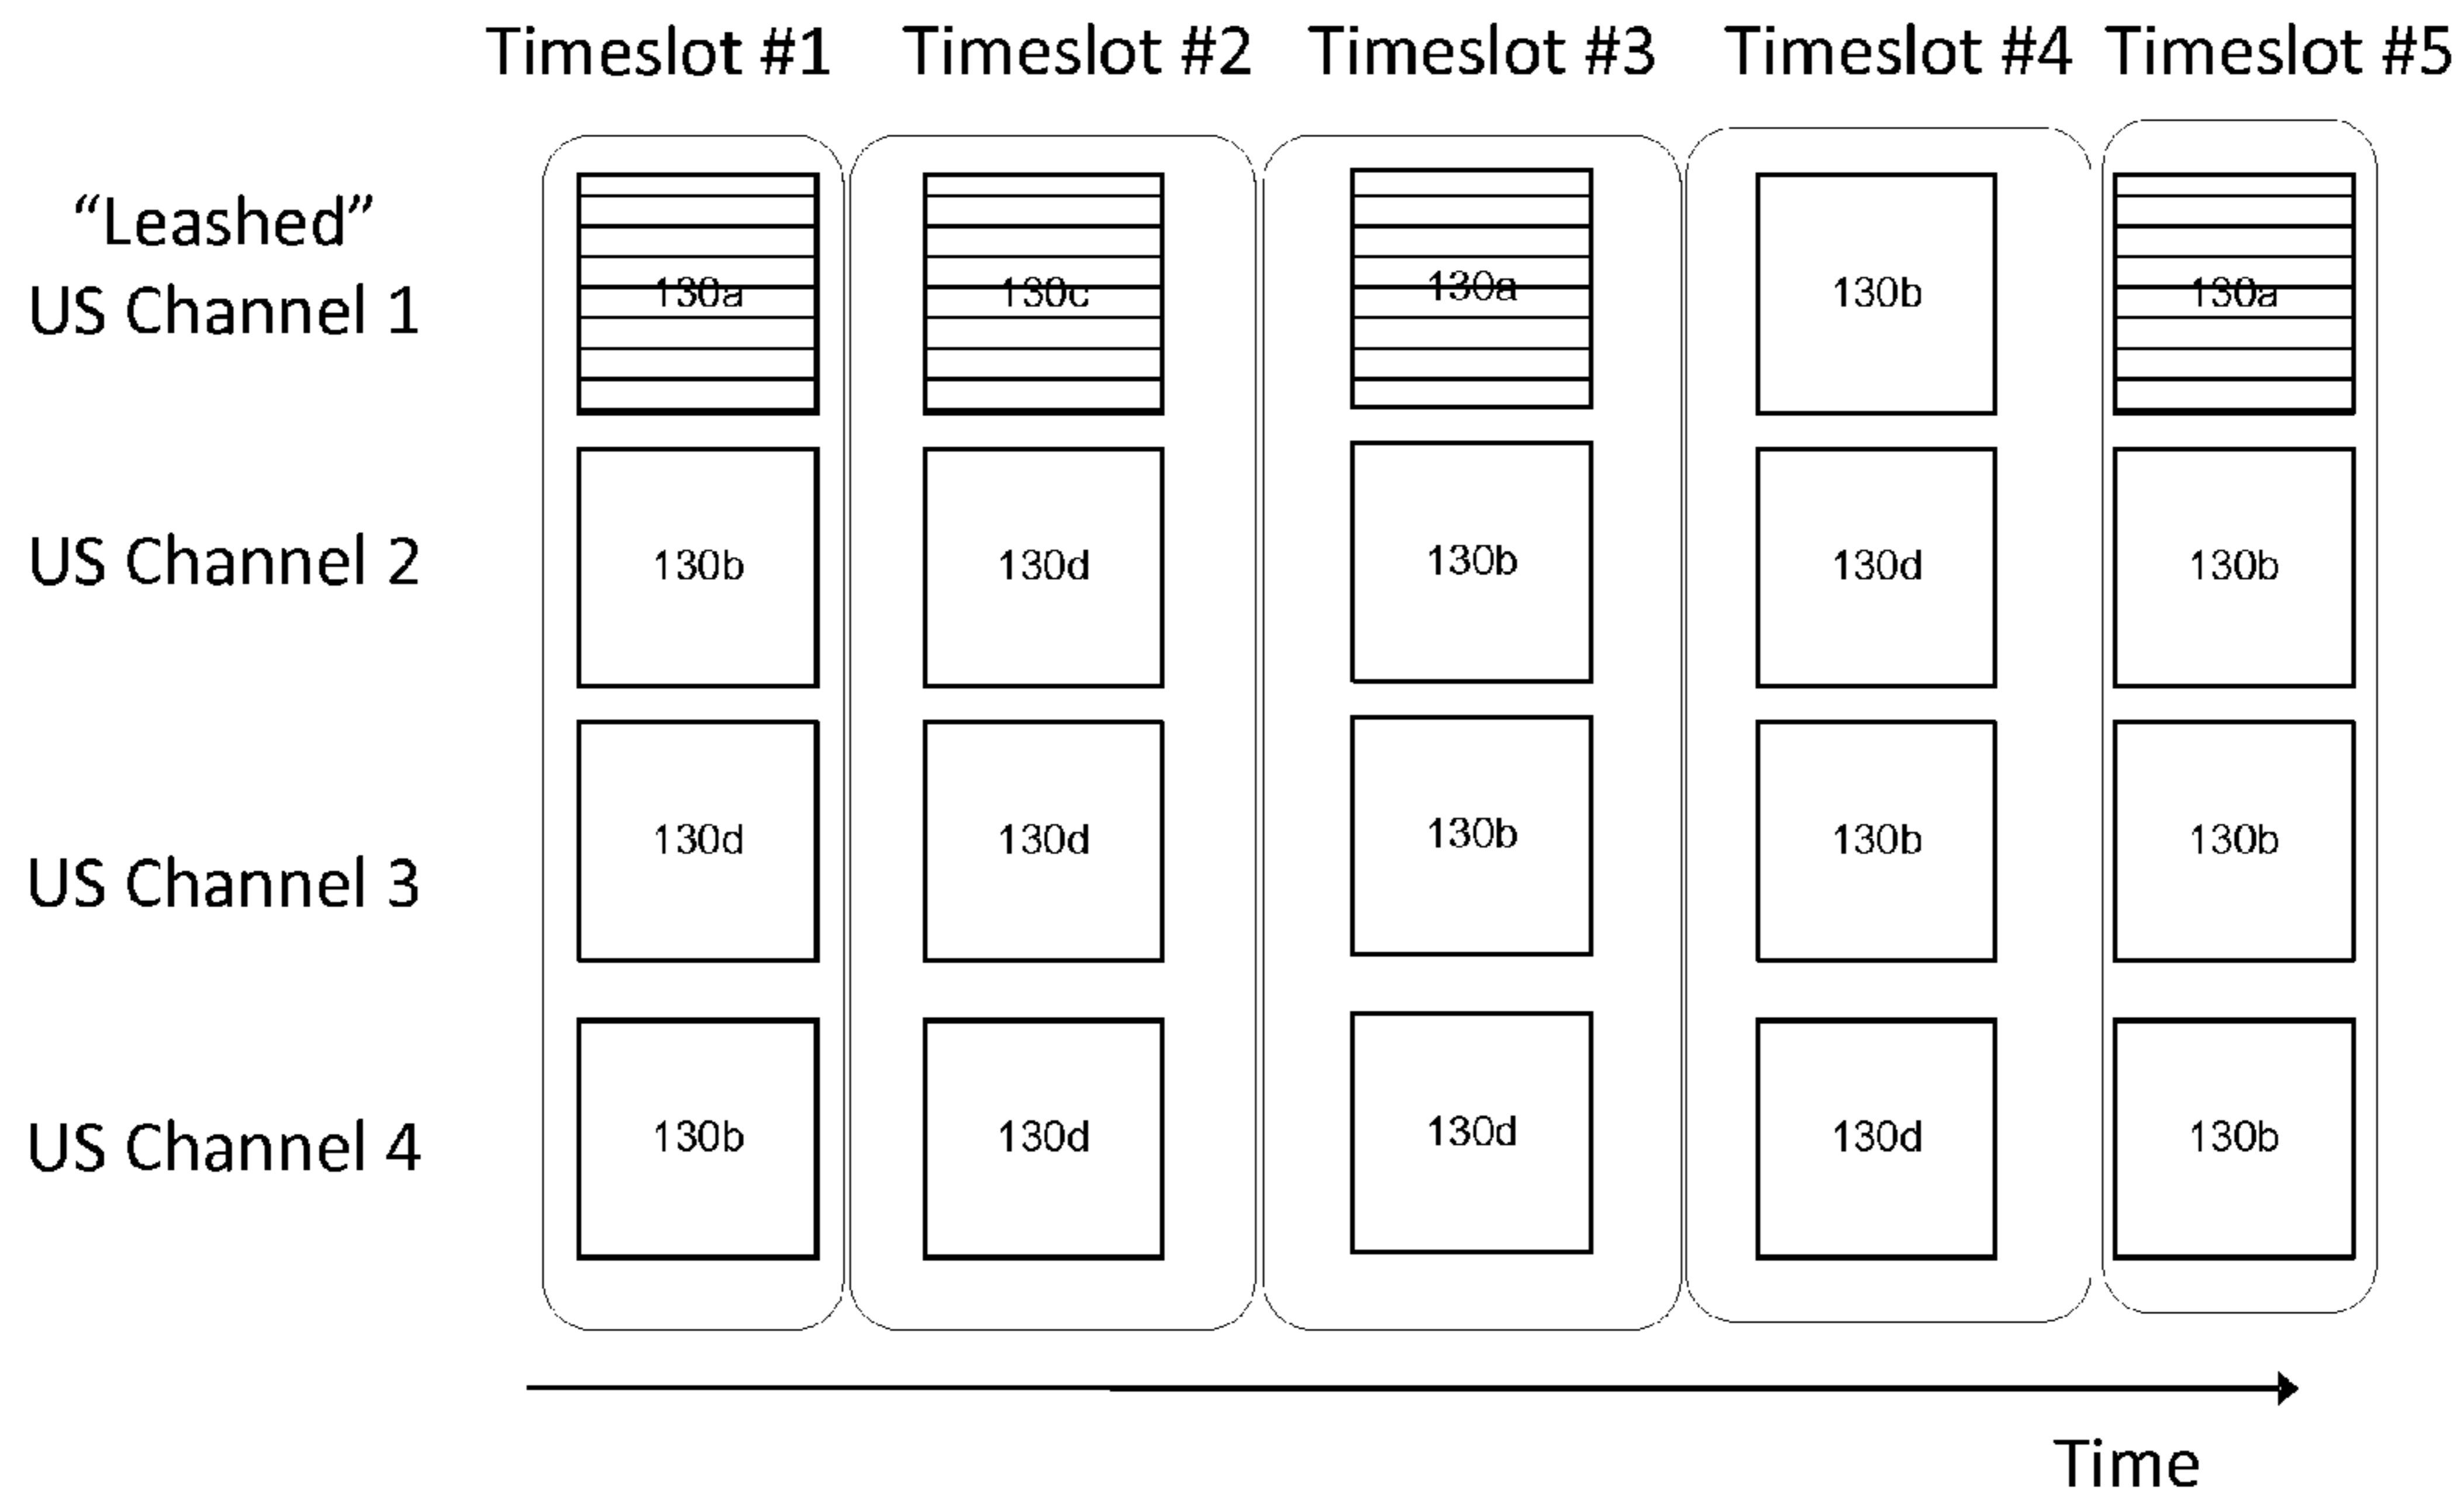 Timeslot #1 Timeslot #2 Timeslot #3 Timeslot #4 Timeslot #5
“Leashed”
US Channel 1 130a 130c 130a 130b 130a
US Channel 2 130b 130d 130b 130d 130b
US Channel 3 130d 130d 130b 130b 130b
US Channel 4 130b 130d 130d 130d 130b
Time